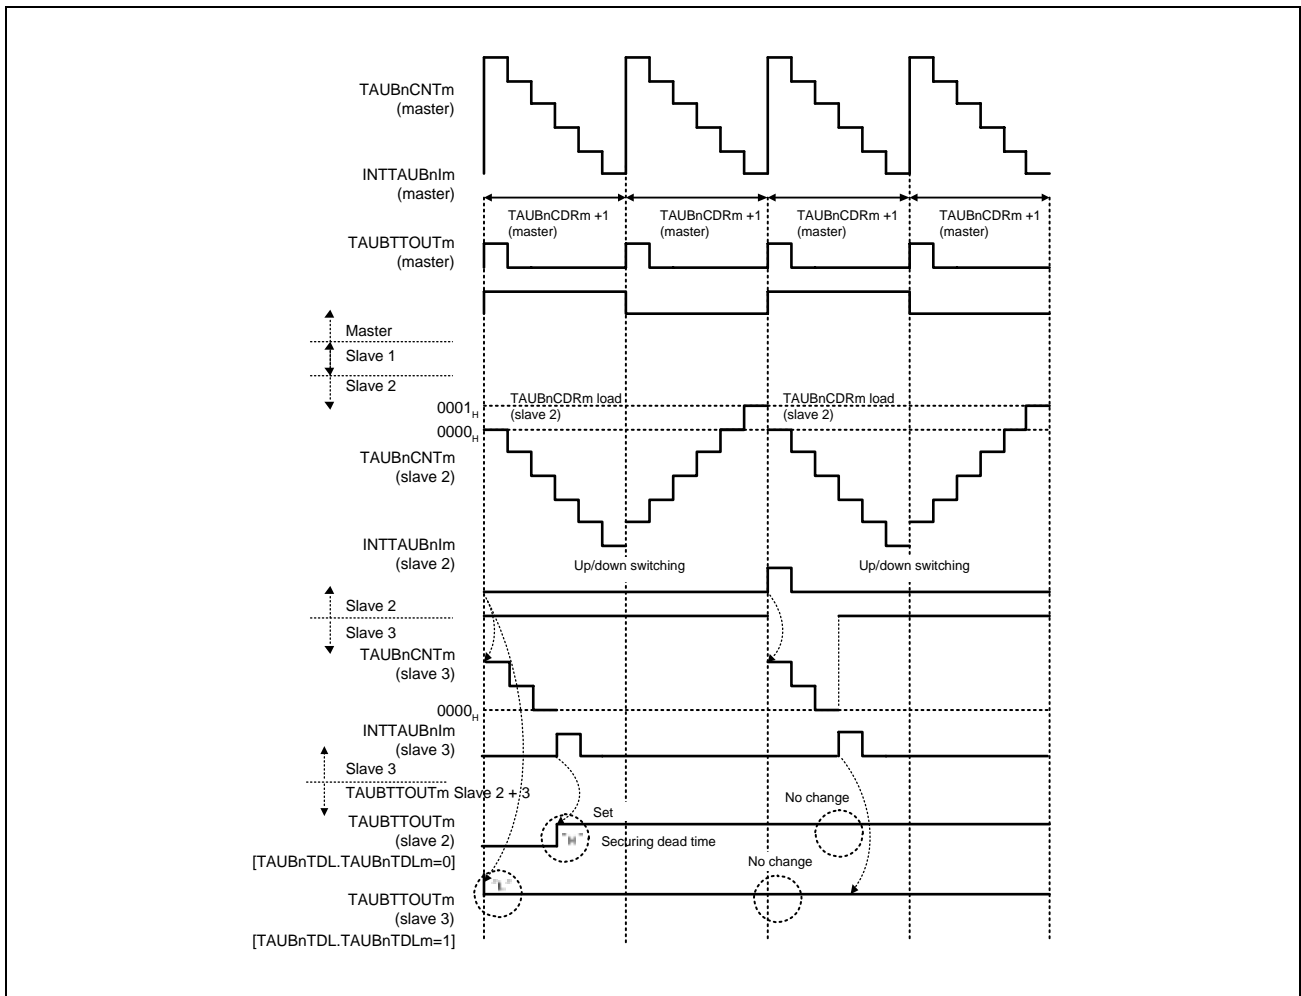 TAUBnCNTm
(master)
INTTAUBnIm
(master)
TAUBnCDRm +1
(master)
TAUBnCDRm +1
(master)
TAUBnCDRm +1
(master)
TAUBnCDRm +1
(master)
TAUBTTOUTm
(master)
Master
Slave 1
Slave 2
TAUBnCDRm load
(slave 2)
TAUBnCDRm load
(slave 2)
0001H
0000H
TAUBnCNTm
(slave 2)
INTTAUBnIm
(slave 2)
Up/down switching
Up/down switching
Slave 2
Slave 3
TAUBnCNTm
(slave 3)
0000H
INTTAUBnIm
(slave 3)
Slave 3
TAUBTTOUTm Slave 2 + 3
No change
Set
TAUBTTOUTm
(slave 2)
"H"
Securing dead time
[TAUBnTDL.TAUBnTDLm=0]
No change
"L"
TAUBTTOUTm
(slave 3)
[TAUBnTDL.TAUBnTDLm=1]